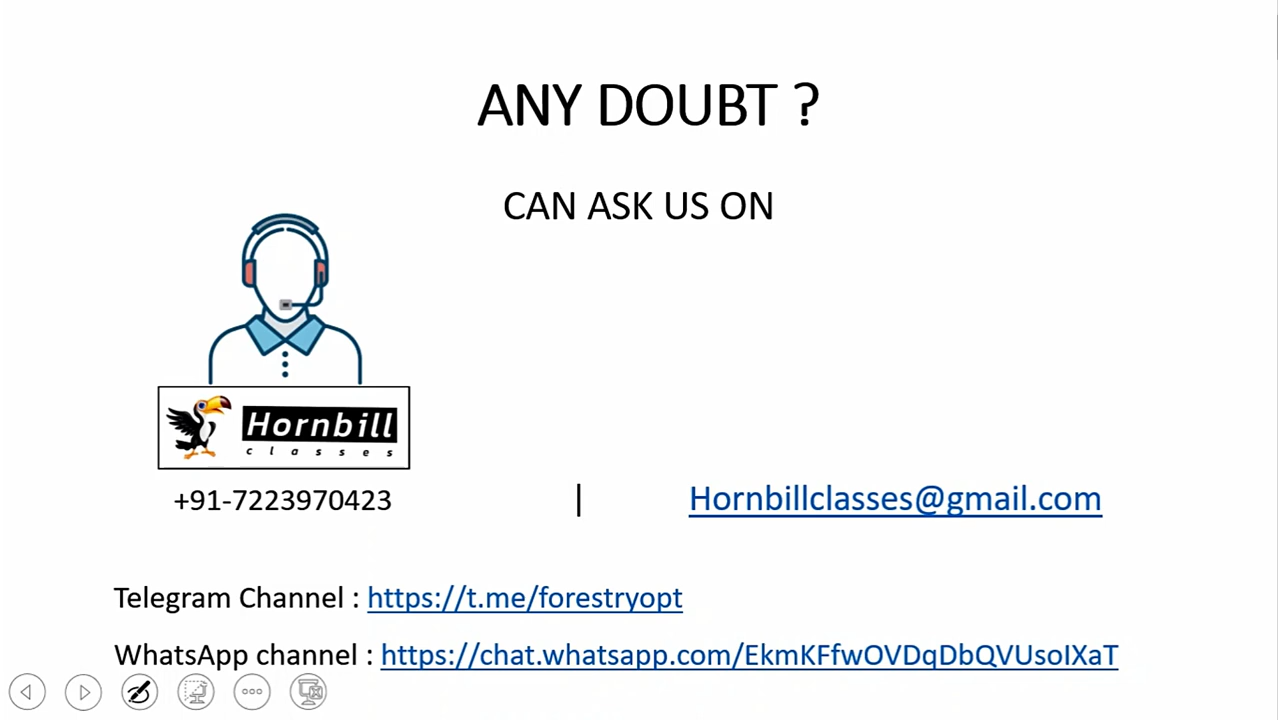 ANY DOUBT ?
CAN ASK US ON
Hornbill
classes
+91-7223970423 | Hornbillclasses@gmail.com
Telegram Channel : https://t.me/forestryopt
WhatsApp channel : https://chat.whatsapp.com/EkmKFfwOVDqDbQVUsoIXaT